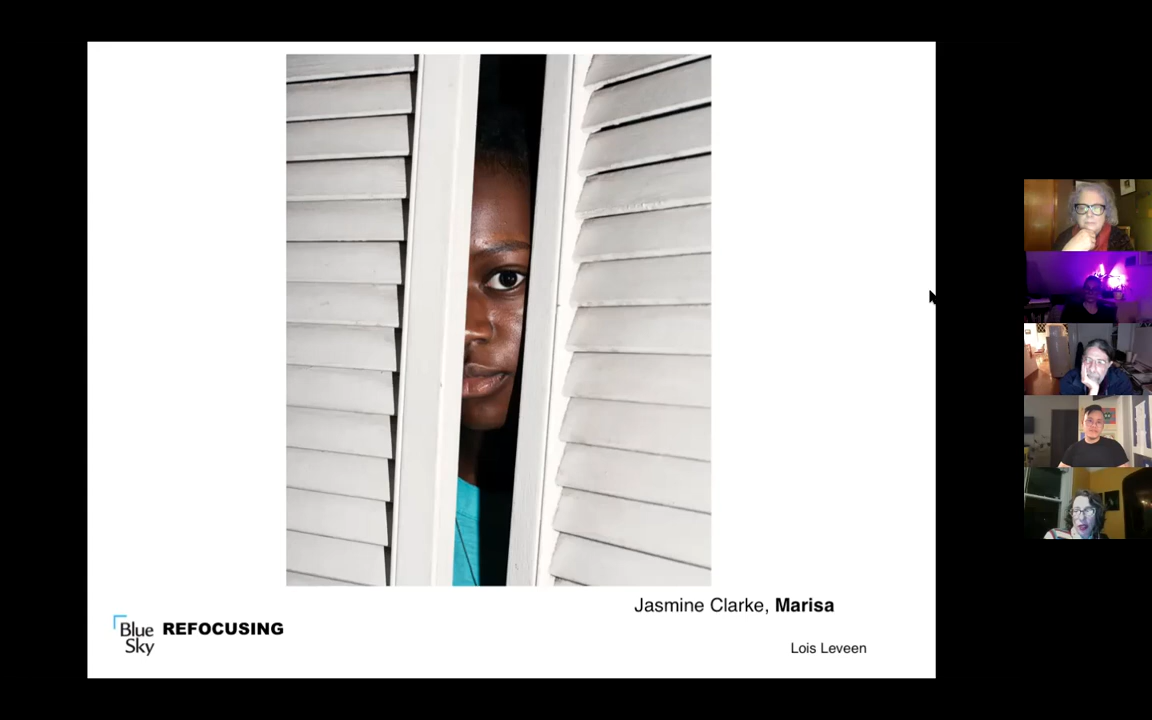 Jasmine Clarke, Marisa
Blue
Sky
REFOCUSING
Lois Leveen